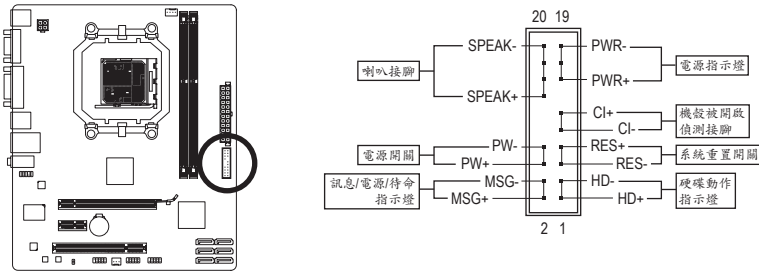 20 19
SPEAK- PWR-
喇叭接腳 電源指示燈
SPEAK+ PWR+
CI+ 機殼被開啟
CI- 偵測接腳
PW- RES+
電源開關 系統重置開關
PW+ RES-
訊息/電源/待命 MSG- HD- 硬碟動作
指示燈 MSG+ HD+ 指示燈
2 1